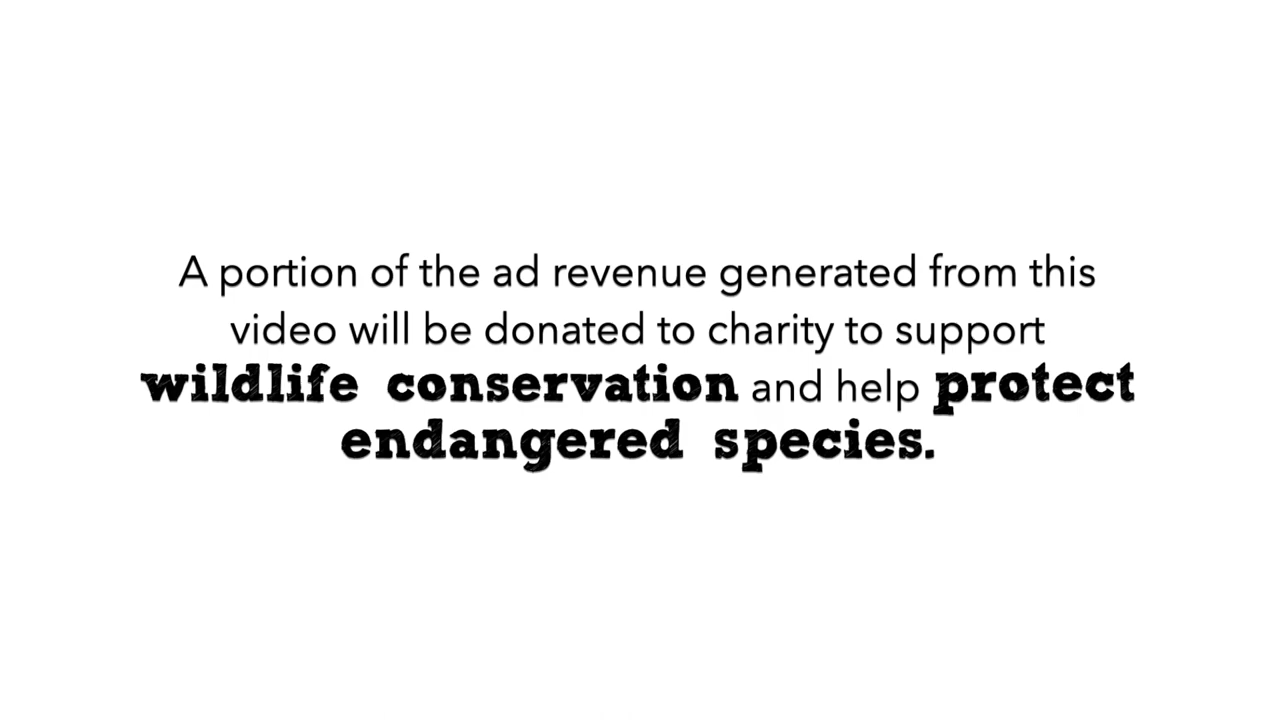 A portion of the ad revenue generated from this
video will be donated to charity to support
wildlife conservation and help protect
endangered species.